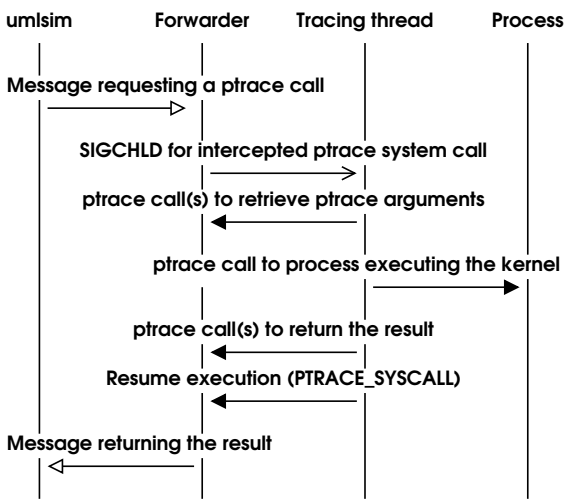 umlsim Forwarder Tracing thread Process
Message requesting a ptrace call
SIGCHLD for intercepted ptrace system call
ptrace call(s) to retrieve ptrace arguments
ptrace call to process executing the kernel
ptrace call(s) to return the result
Resume execution (PTRACE_SYSCALL)
Message returning the result